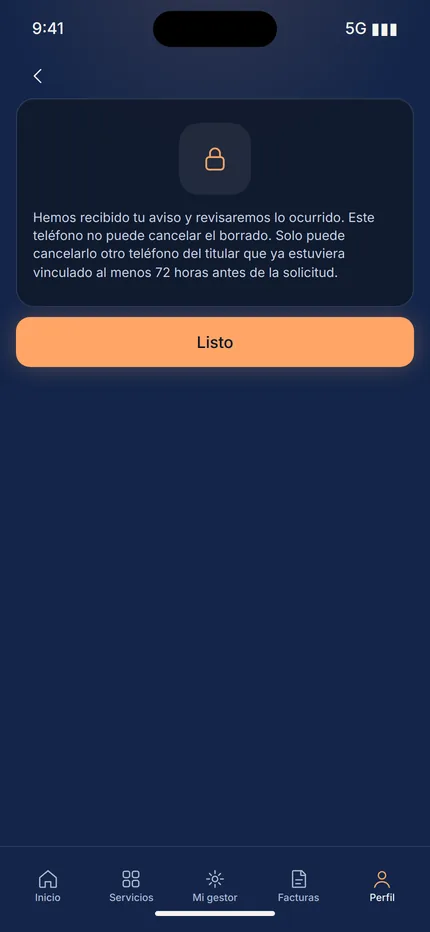 9:41
5G
Hemos recibido tu aviso y revisaremos lo ocurrido. Este
teléfono no puede cancelar el borrado. Solo puede
cancelarlo otro teléfono del titular que ya estuviera
vinculado al menos 72 horas antes de la solicitud.
Listo
Inicio
Servicios
Mi gestor
Facturas
Perfil